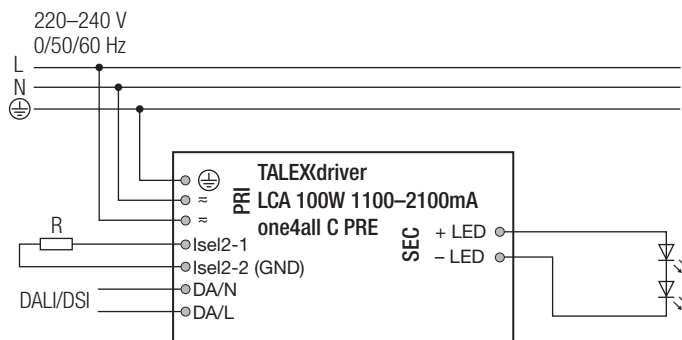 220–240 V
0/50/60 Hz
L
N
PRI
TALEXXdriver
LCA 100W 1100–2100mA
one4all C PRE
≈
≈
R
Isel2-1
Isel2-2 (GND)
DALI/DSI
DA/N
DA/L
SEC
+ LED
– LED